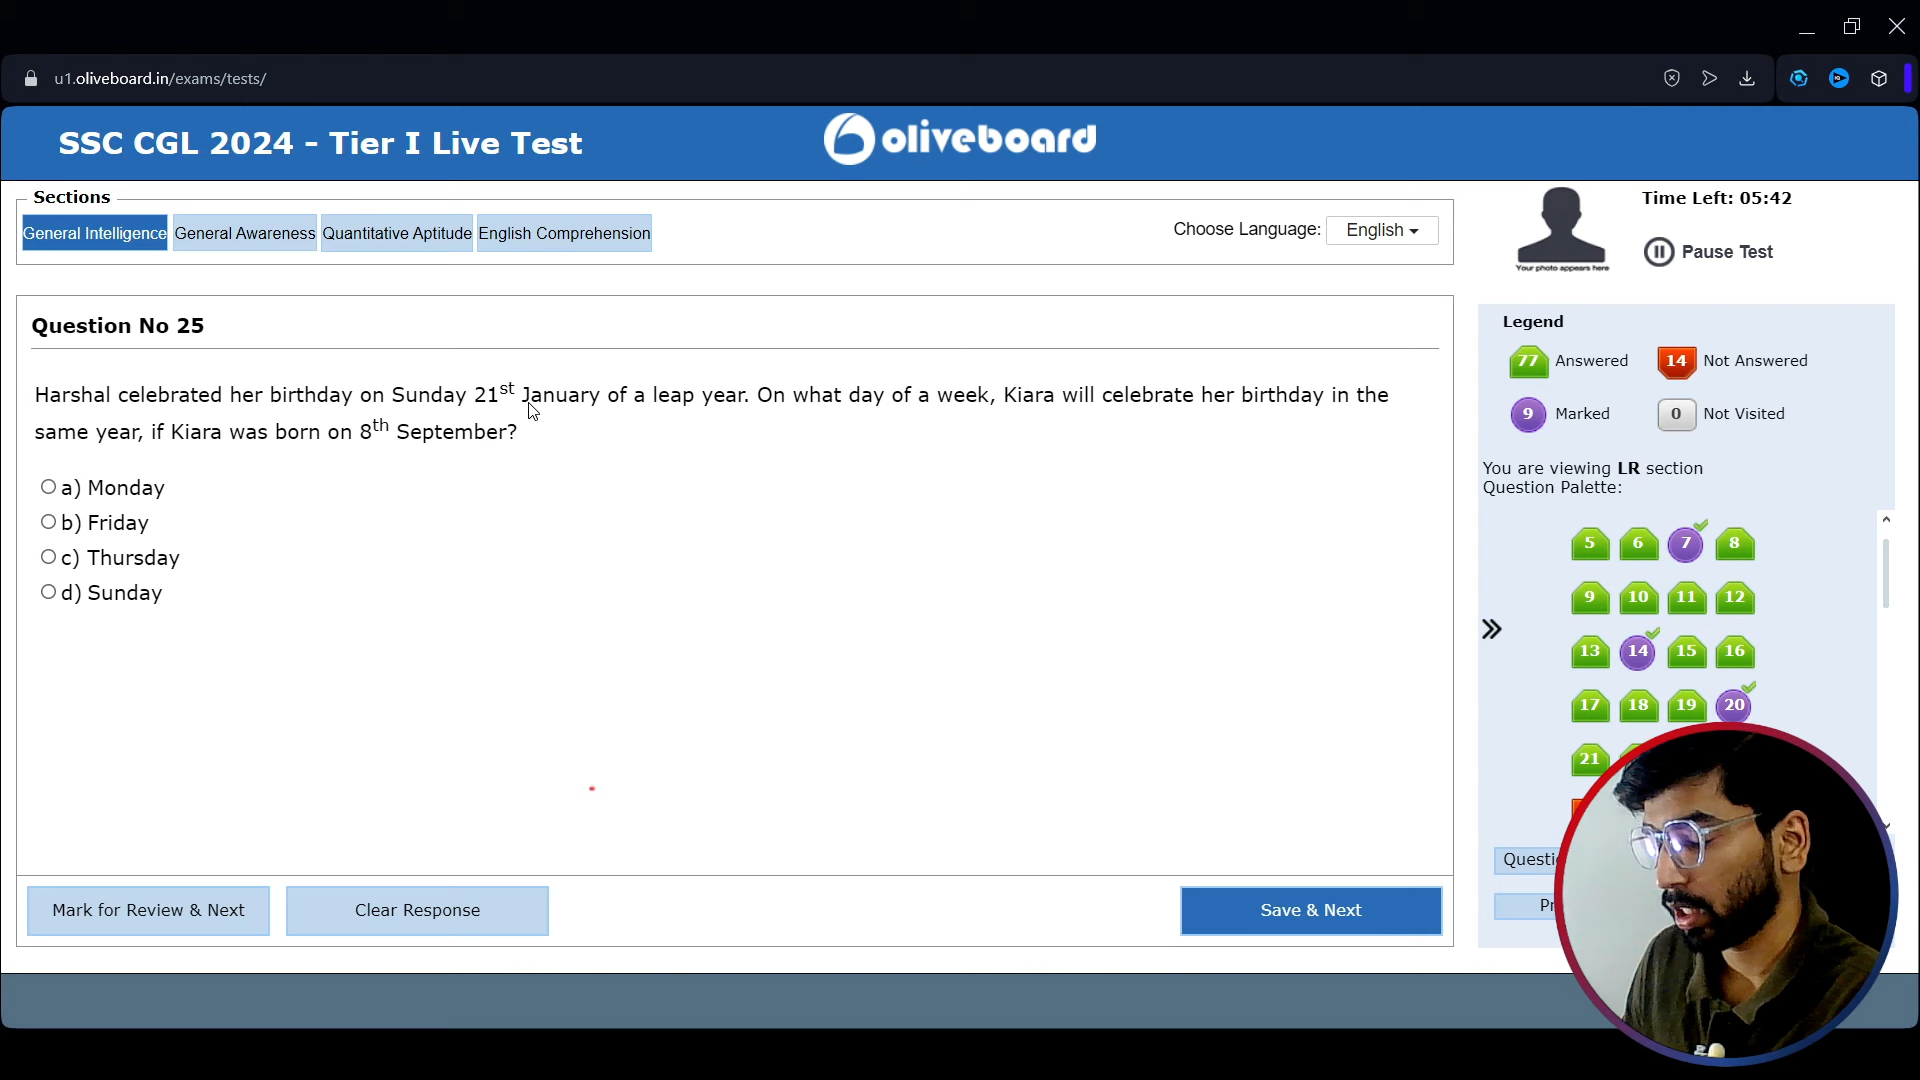 u1.oliveboard.in/exams/tests/
SSC CGL 2024 - Tier I Live Test
oliveboard
Sections
General Intelligence General Awareness Quantitative Aptitude English Comprehension
Choose Language: English
Your photo appears here
Time Left: 05:42
Pause Test
Question No 25
Harshal celebrated her birthday on Sunday 21st January of a leap year. On what day of a week, Kiara will celebrate her birthday in the
same year, if Kiara was born on 8th September?
a) Monday
b) Friday
c) Thursday
d) Sunday
Mark for Review & Next Clear Response Save & Next
Legend
77 Answered 14 Not Answered
9 Marked 0 Not Visited
You are viewing LR section
Question Palette:
5 6 7 8
9 10 11 12
13 14 15 16
17 18 19 20
21